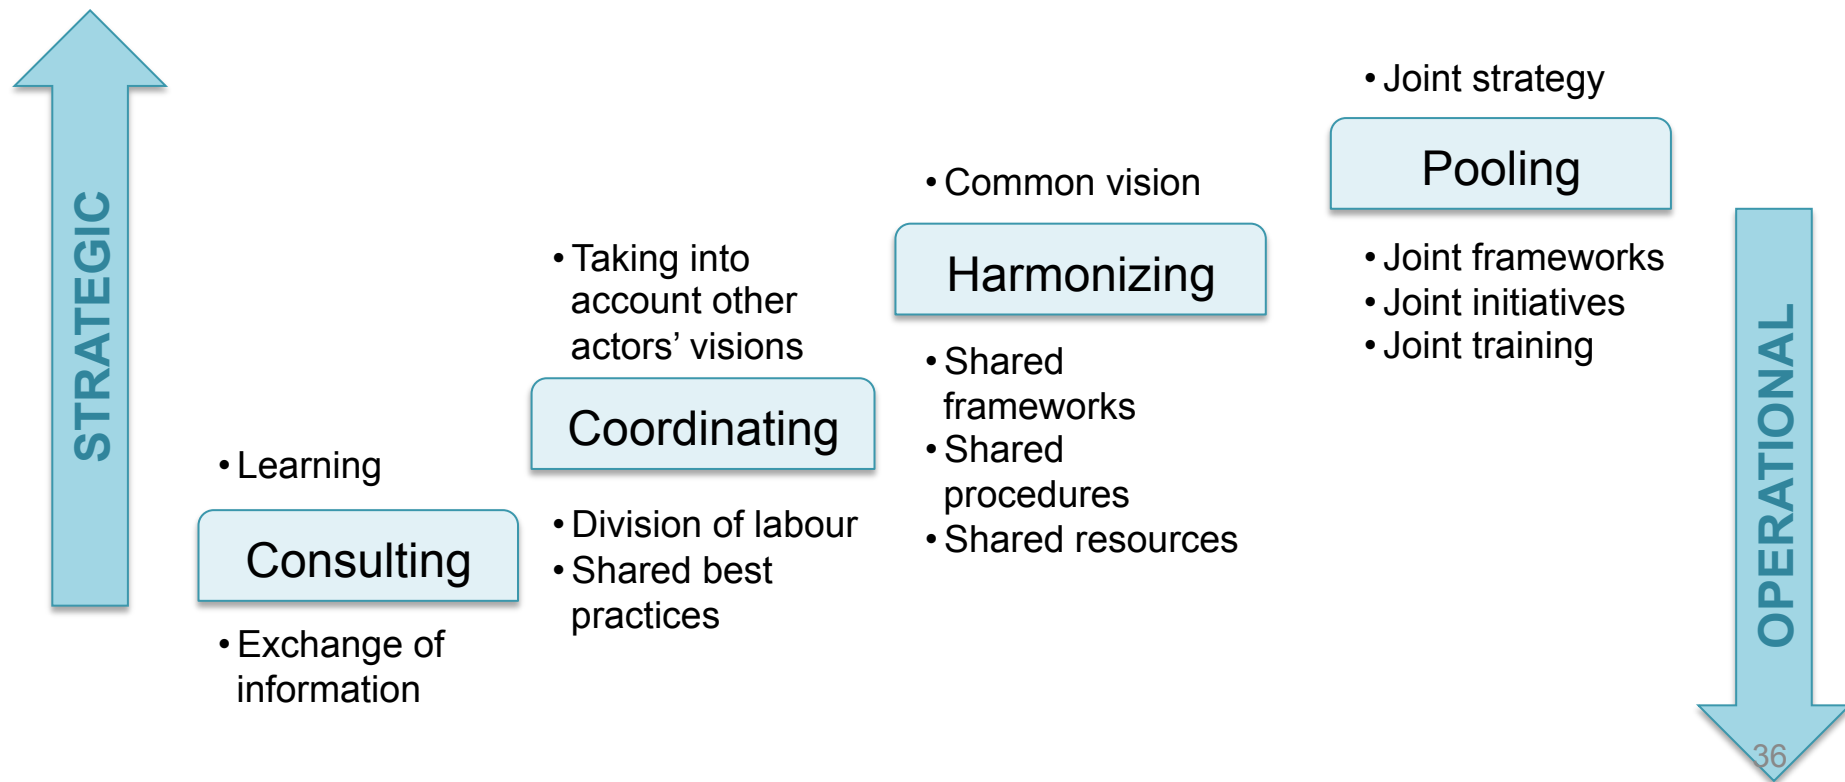 STRATEGIC
• Learning
Consulting
• Exchange of
information
• Taking into
account other
actors’ visions
Coordinating
• Division of labour
• Shared best
practices
• Common vision
Harmonizing
• Shared
frameworks
• Shared
procedures
• Shared resources
• Joint strategy
Pooling
• Joint frameworks
• Joint initiatives
• Joint training
OPERATIONAL
36